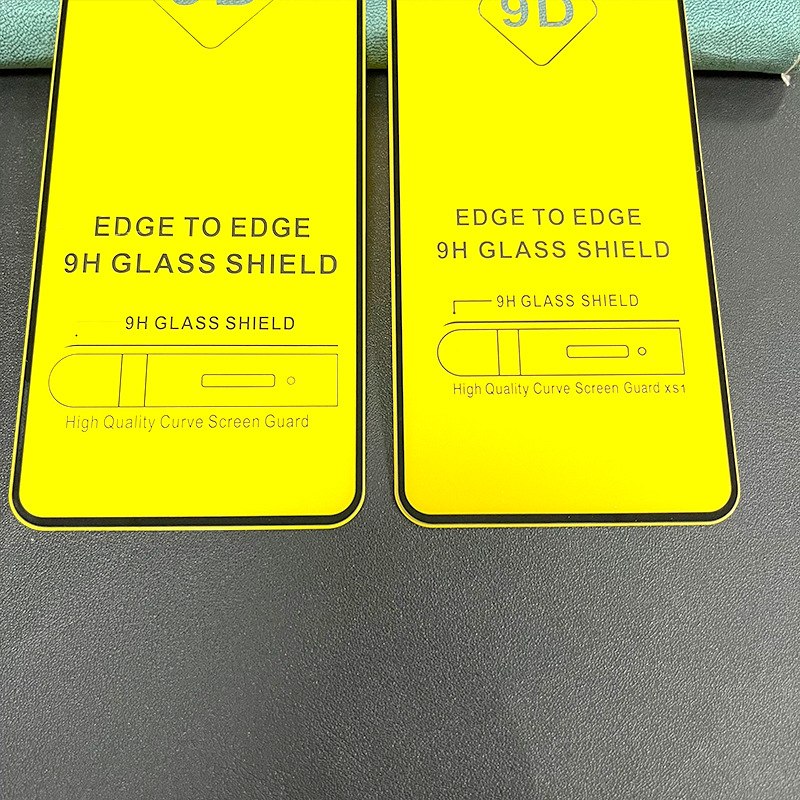 9D
EDGE TO EDGE
9H GLASS SHIELD
9H GLASS SHIELD
High Quality Curve Screen Guard
9D
EDGE TO EDGE
9H GLASS SHIELD
9H GLASS SHIELD
High Quality Curve Screen Guard XS1